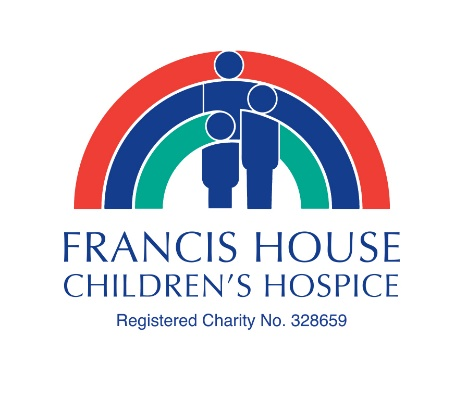 FRANCIS HOUSE
CHILDREN'S HOSPICE
Registered Charity No. 328659